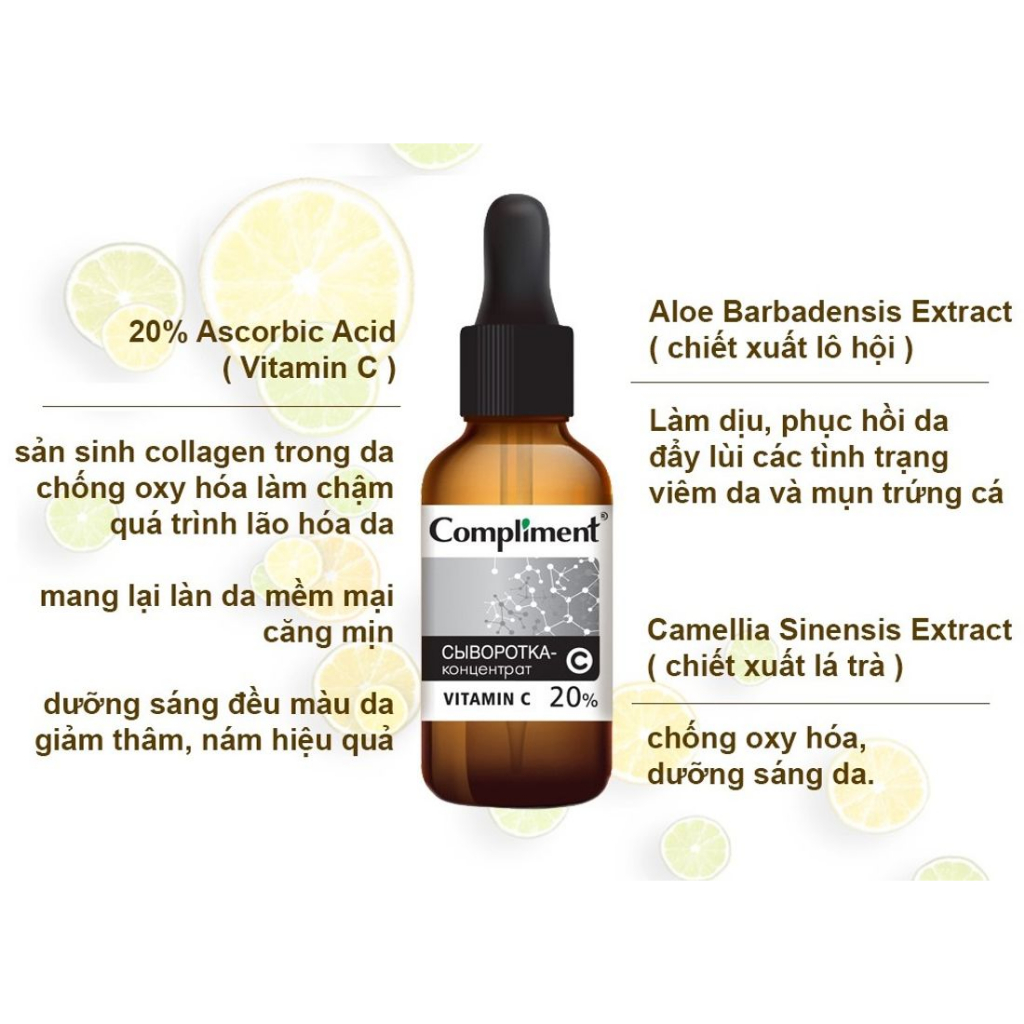 20% Ascorbic Acid
( Vitamin C )
sản sinh collagen trong da
chống oxy hóa làm chậm
quá trình lão hóa da
mang lại làn da mềm mại
căng mịn
dưỡng sáng đều màu da
giảm thâm, nám hiệu quả
Compliment®
СЫВОРОТКА-
концентрат
C
VITAMIN C 20%
Aloe Barbadensis Extract
( chiết xuất lô hội )
Làm dịu, phục hồi da
đẩy lùi các tình trạng
viêm da và mụn trứng cá
Camellia Sinensis Extract
( chiết xuất lá trà )
chống oxy hóa,
dưỡng sáng da.